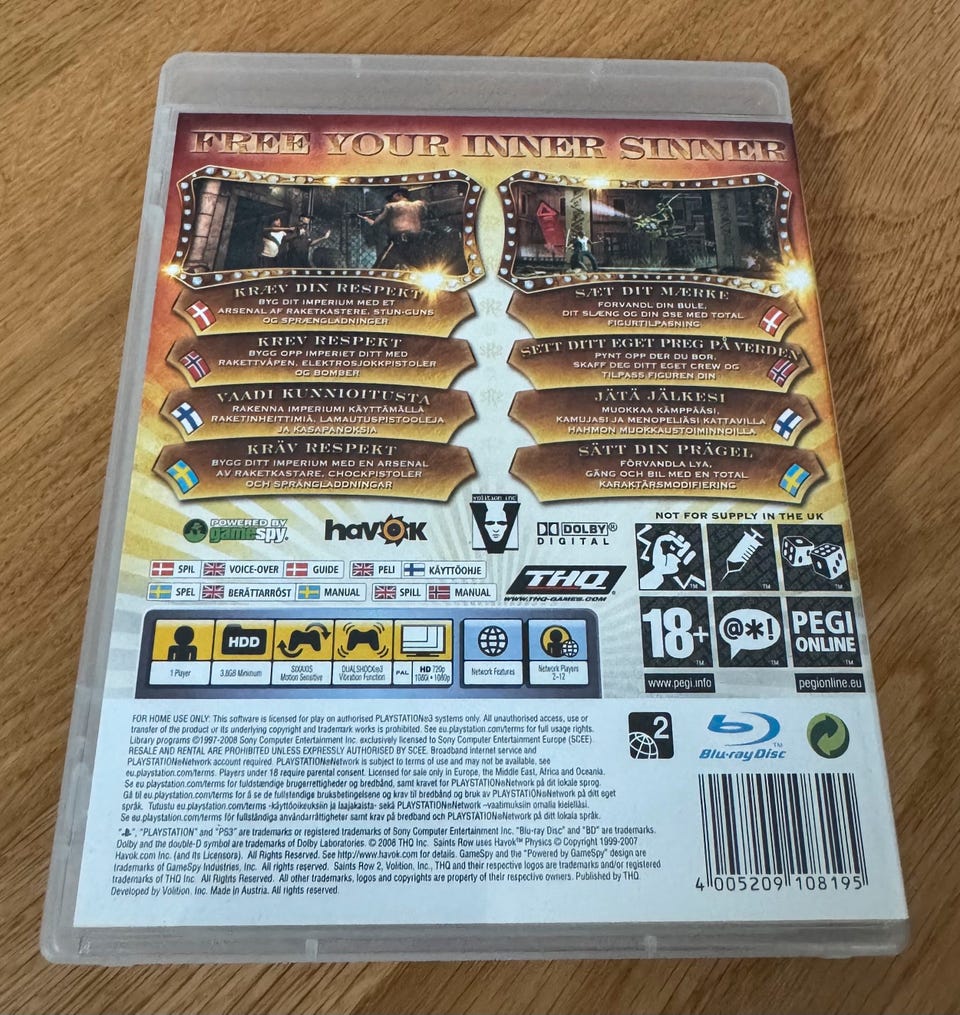 FREE YOUR INNER SINNER
KRÆV DIN RESPEKT
BYG DIT IMPERIUM MED ET
ARSENAL AF RAKETKASTERE, STUN-GUNS
OG SPRÆNGLADNINGER
KREV RESPEKT
BYGG OPP IMPERIET DITT MED
RAKETTVÅPEN, ELEKTROSJOKKPISTOLER
OG BOMBER
VAADI KUNNIOITUSTA
RAKENNA IMPERIUMI KÄYTTÄMÄLLÄ
RAKETINHEITTIMIÄ, LAMAUTUSPISTOOLEJA
JA KASAPANOKSIA
KRÄV RESPEKT
BYGG DITT IMPERIUM MED EN ARSENAL
AV RAKETKASTARE, CHOCKPISTOLER
OCH SPRÄNGLADDNINGAR
SÆT DIT MÆRKE
FORVANDL DIN BULE,
DIT SLÆNG OG DIN ØSE MED TOTAL
FIGURTILPASNING
SETT DITT EGET PREG PÅ VERDEN
PYNT OPP DER DU BOR,
SKAFF DEG DITT EGET CREW OG
TILPASS FIGUREN DIN
JÄTÄ JÄLKESI
MUOKKAA KÄMPPÄÄSI,
KAMUJASI JA MENOPELIÄSI KATTAVILLA
HAHMON MUOKKAUSTOIMINNOILLA
SÄTT DIN PRÄGEL
FÖRVANDLA LYA,
GÄNG OCH BIL MED EN TOTAL
KARAKTÄRSMODIFIERING
POWERED BY
gamespy.
havok
volition inc
DOLBY®
DIGITAL
NOT FOR SUPPLY IN THE UK
SPIL VOICE-OVER GUIDE PELI KÄYTTÖOHJE
SPEL BERÄTTARRÖST MANUAL SPILL MANUAL
THQ®
WWW.THQ-GAMES.COM
18+
@*!
PEGI
ONLINE
www.pegi.info
pegionline.eu
1 Player
HDD
3.8GB Minimum
SIXAXIS
Motion Sensitive
DUALSHOCK®3
Vibration Function
PAL HD 720p
1080i • 1080p
Network Features
Network Players
2-12
FOR HOME USE ONLY: This software is licensed for play on authorised PLAYSTATION®3 systems only. All unauthorised access, use or
transfer of the product or its underlying copyright and trademark works is prohibited. See eu.playstation.com/terms for full usage rights.
Library programs ©1997-2008 Sony Computer Entertainment Inc. exclusively licensed to Sony Computer Entertainment Europe (SCEE).
RESALE AND RENTAL ARE PROHIBITED UNLESS EXPRESSLY AUTHORISED BY SCEE. Broadband internet service and
PLAYSTATION®Network account required. PLAYSTATION®Network is subject to terms of use and may not be available, see
eu.playstation.com/terms. Players under 18 require parental consent. Licensed for sale only in Europe, the Middle East, Africa and Oceania.
Se eu.playstation.com/terms for fuldstændige brugerrettigheder og bredbånd, samt kravet for PLAYSTATION®Network på dit lokale sprog.
Gå til eu.playstation.com/terms for å se de fullstendige bruksbetingelsene og krav til bredbånd og bruk av PLAYSTATION®Network på ditt eget
språk. Tutustu eu.playstation.com/terms -käyttöoikeuksiin ja laajakaista- sekä PLAYSTATION®Network –vaatimuksiin omalla kielelläsi.
Se eu.playstation.com/terms för fullständiga användarrättigheter samt krav på bredband och PLAYSTATION®Network på ditt lokala språk.
"", "PLAYSTATION" and "PS3" are trademarks or registered trademarks of Sony Computer Entertainment Inc. "Blu-ray Disc" and "BD" are trademarks.
Dolby and the double-D symbol are trademarks of Dolby Laboratories. © 2008 THQ Inc. Saints Row uses Havok™ Physics © Copyright 1999-2007
Havok.com Inc. (and its Licensors). All Rights Reserved. See http://www.havok.com for details. GameSpy and the "Powered by GameSpy" design are
trademarks of GameSpy Industries, Inc. All rights reserved. Saints Row 2, Volition, Inc., THQ and their respective logos are trademarks and/or registered
trademarks of THQ Inc. All Rights Reserved. All other trademarks, logos and copyrights are property of their respective owners. Published by THQ.
Developed by Volition, Inc. Made in Austria. All rights reserved.
2
Blu-ray Disc
4 005209 108195